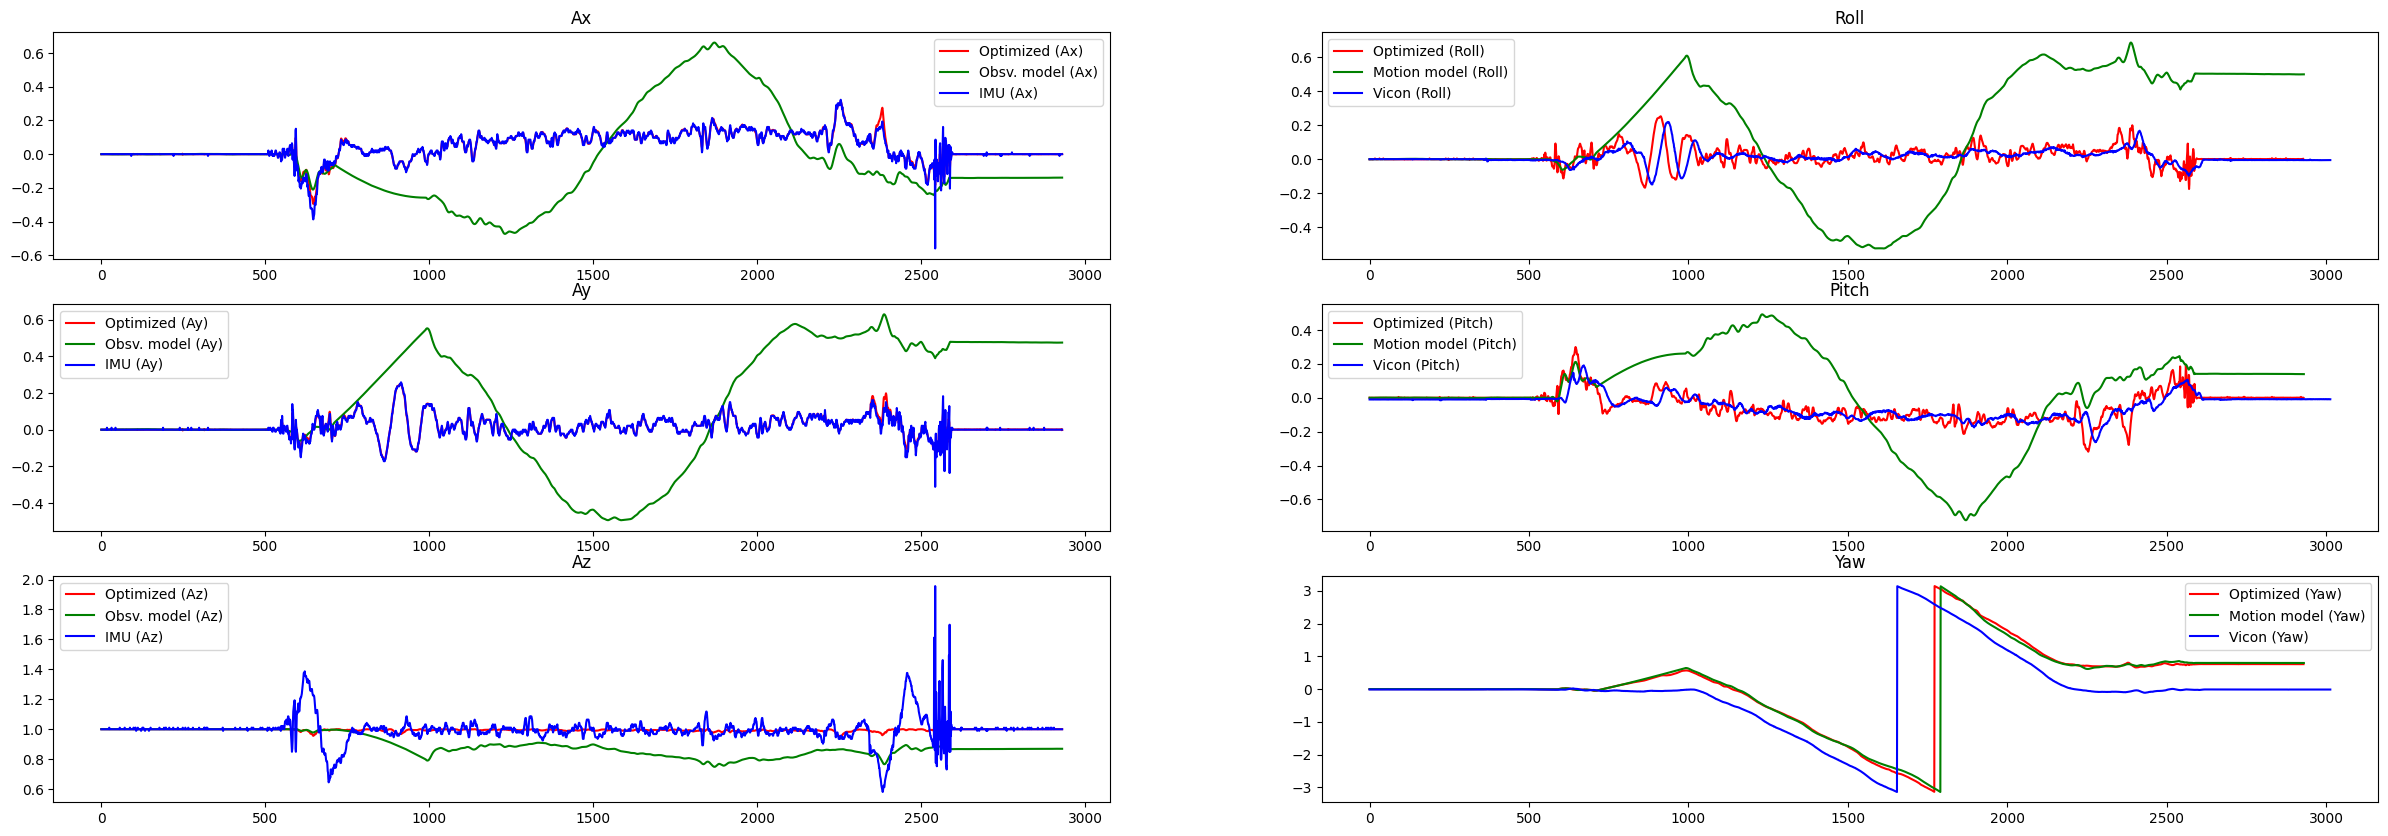 Ax
Optimized (Ax)
Obsv. model (Ax)
IMU (Ax)
0.6
0.4
0.2
0.0
−0.2
−0.4
−0.6
0 500 1000 1500 2000 2500 3000
Roll
Optimized (Roll)
Motion model (Roll)
Vicon (Roll)
0.6
0.4
0.2
0.0
−0.2
−0.4
0 500 1000 1500 2000 2500 3000
Ay
Optimized (Ay)
Obsv. model (Ay)
IMU (Ay)
0.6
0.4
0.2
0.0
−0.2
−0.4
0 500 1000 1500 2000 2500 3000
Pitch
Optimized (Pitch)
Motion model (Pitch)
Vicon (Pitch)
0.4
0.2
0.0
−0.2
−0.4
−0.6
0 500 1000 1500 2000 2500 3000
Az
Optimized (Az)
Obsv. model (Az)
IMU (Az)
2.0
1.8
1.6
1.4
1.2
1.0
0.8
0.6
0 500 1000 1500 2000 2500 3000
Yaw
Optimized (Yaw)
Motion model (Yaw)
Vicon (Yaw)
3
2
1
0
−1
−2
−3
0 500 1000 1500 2000 2500 3000